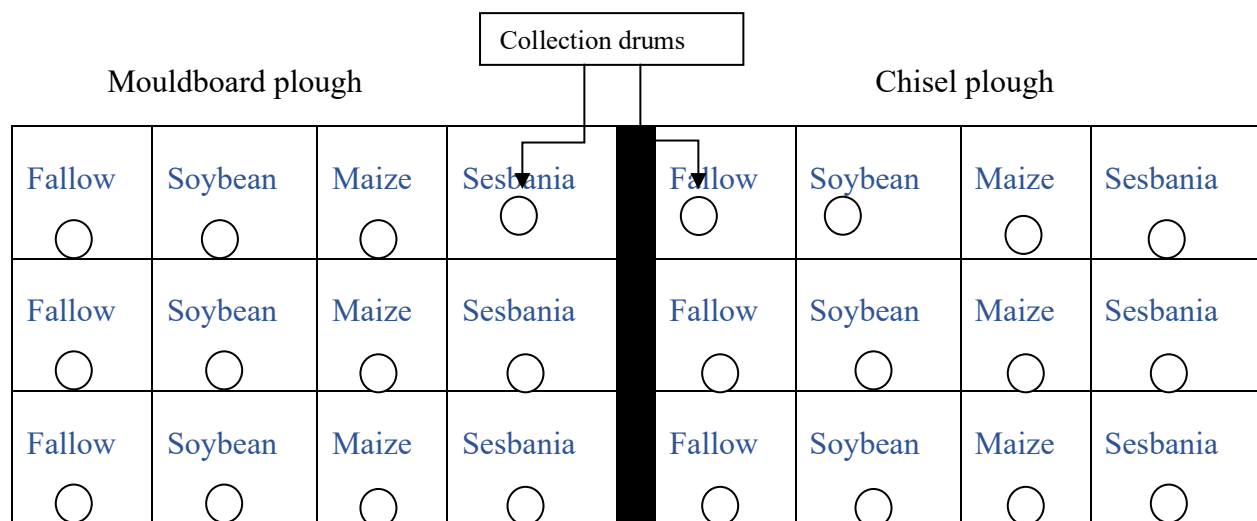 Collection drums
Mouldboard plough Chisel plough
Fallow Soybean Maize Sesbania Fallow Soybean Maize Sesbania
Fallow Soybean Maize Sesbania Fallow Soybean Maize Sesbania
Fallow Soybean Maize Sesbania Fallow Soybean Maize Sesbania